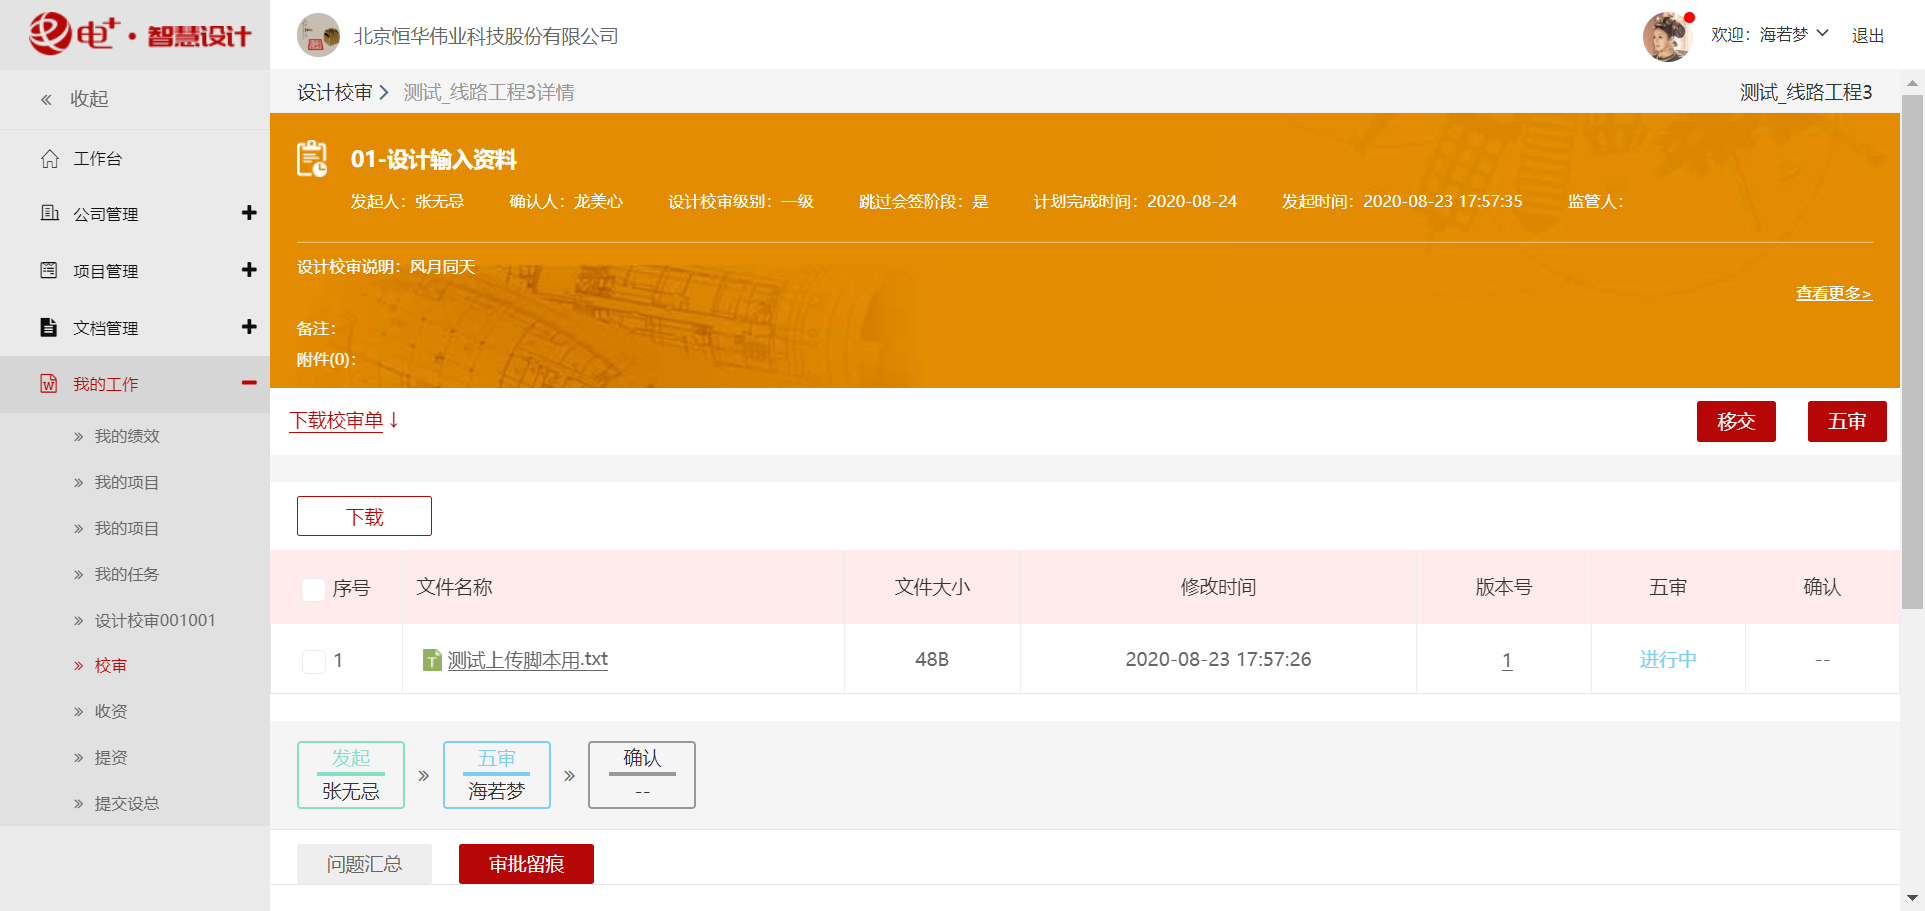 电+·智慧设计
北京恒华伟业科技股份有限公司
欢迎：海若梦
退出
« 收起
工作台
公司管理
项目管理
文档管理
我的工作
» 我的绩效
» 我的项目
» 我的项目
» 我的任务
» 设计校审001001
» 校审
» 收资
» 提资
» 提交设总
设计校审 > 测试_线路工程3详情
测试_线路工程3
01-设计输入资料
发起人：张无忌 确认人：龙美心 设计校审级别：一级 跳过会签阶段：是 计划完成时间：2020-08-24 发起时间：2020-08-23 17:57:35 监管人：
设计校审说明：风月同天
查看更多>
备注：
附件(0)：
下载校审单↓
移交 五审
下载
序号 文件名称 文件大小 修改时间 版本号 五审 确认
1 测试上传脚本用.txt 48B 2020-08-23 17:57:26 1 进行中 --
发起 » 五审 » 确认
张无忌 海若梦 --
问题汇总 审批留痕